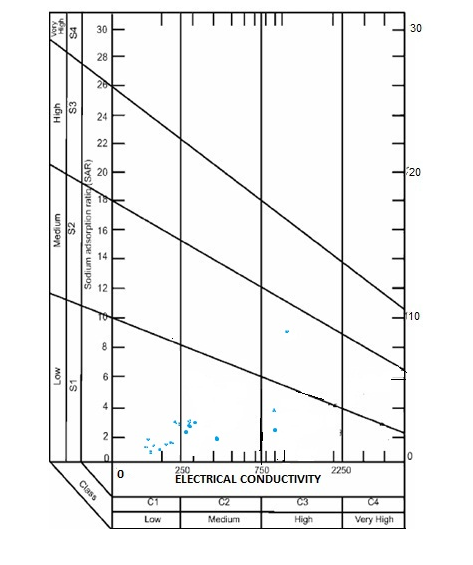 Very High
S4
High
S3
Medium
S2
Low
S1
Class
Sodium adsorption ratio (SAR)
30
28
26
24
22
20
18
16
14
12
10
8
6
4
2
0
30
20
10
0
0
250
750
2250
ELECTRICAL CONDUCTIVITY
C1
C2
C3
C4
Low
Medium
High
Very High